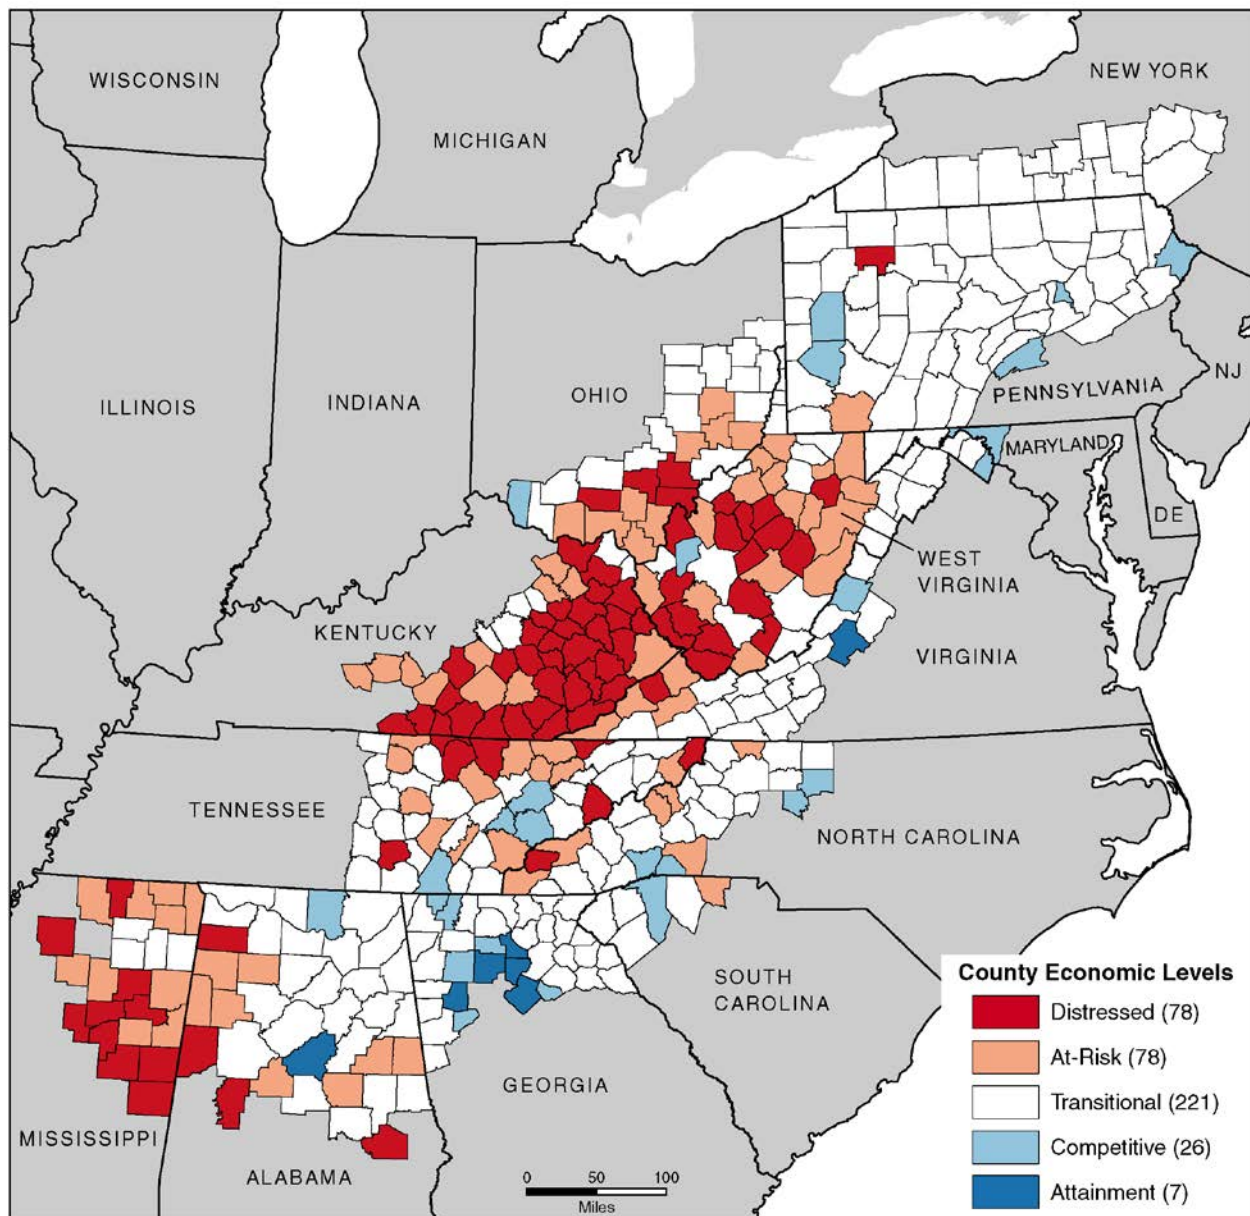 WISCONSIN
NEW YORK
MICHIGAN
ILLINOIS
INDIANA
OHIO
PENNSYLVANIA
NJ
MARYLAND
DE
WEST
VIRGINIA
KENTUCKY
VIRGINIA
TENNESSEE
NORTH CAROLINA
SOUTH
CAROLINA
GEORGIA
MISSISSIPPI
ALABAMA
County Economic Levels
Distressed (78)
At-Risk (78)
Transitional (221)
Competitive (26)
Attainment (7)
0 50 100
Miles